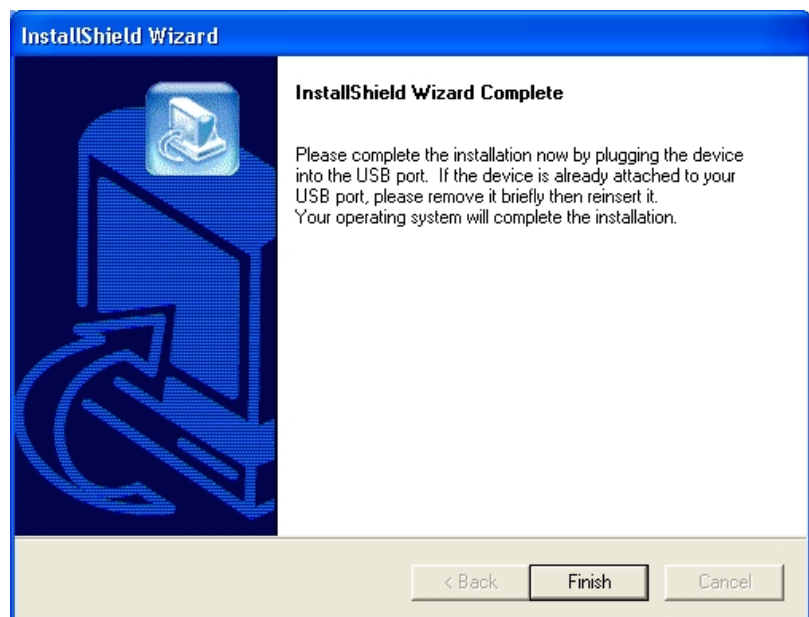 InstallShield Wizard
InstallShield Wizard Complete
Please complete the installation now by plugging the device
into the USB port.  If the device is already attached to your
USB port, please remove it briefly then reinsert it.
Your operating system will complete the installation.
< Back
Finish
Cancel